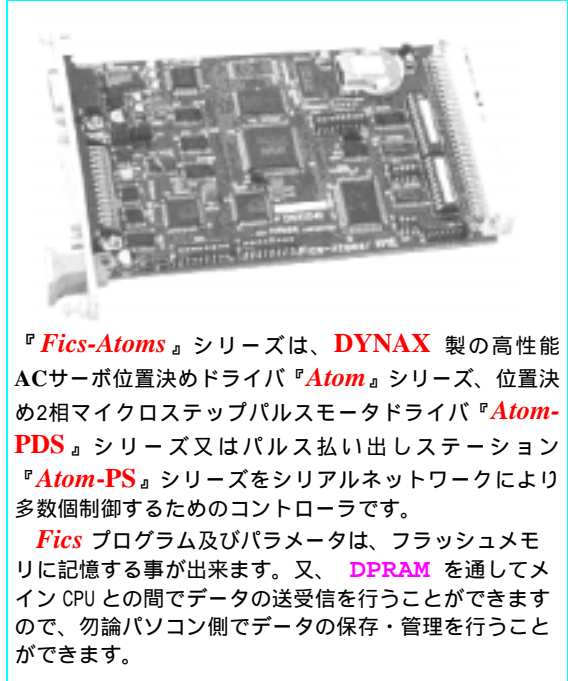 『Fics-Atoms』シリーズは、DYNAX 製の高性能
ACサーボ位置決めドライバ『Atom』シリーズ、位置決
め2相マイクロステップパルスモータドライバ『Atom-
PDS』シリーズ又はパルス払い出しステーション
『Atom-PS』シリーズをシリアルネットワークにより
多数個制御するためのコントローラです。
Fics プログラム及びパラメータは、フラッシュメモ
リに記憶する事が出来ます。又、 DPRAM を通してメ
イン CPU との間でデータの送受信を行うことができます
ので、勿論パソコン側でデータの保存・管理を行うこと
ができます。